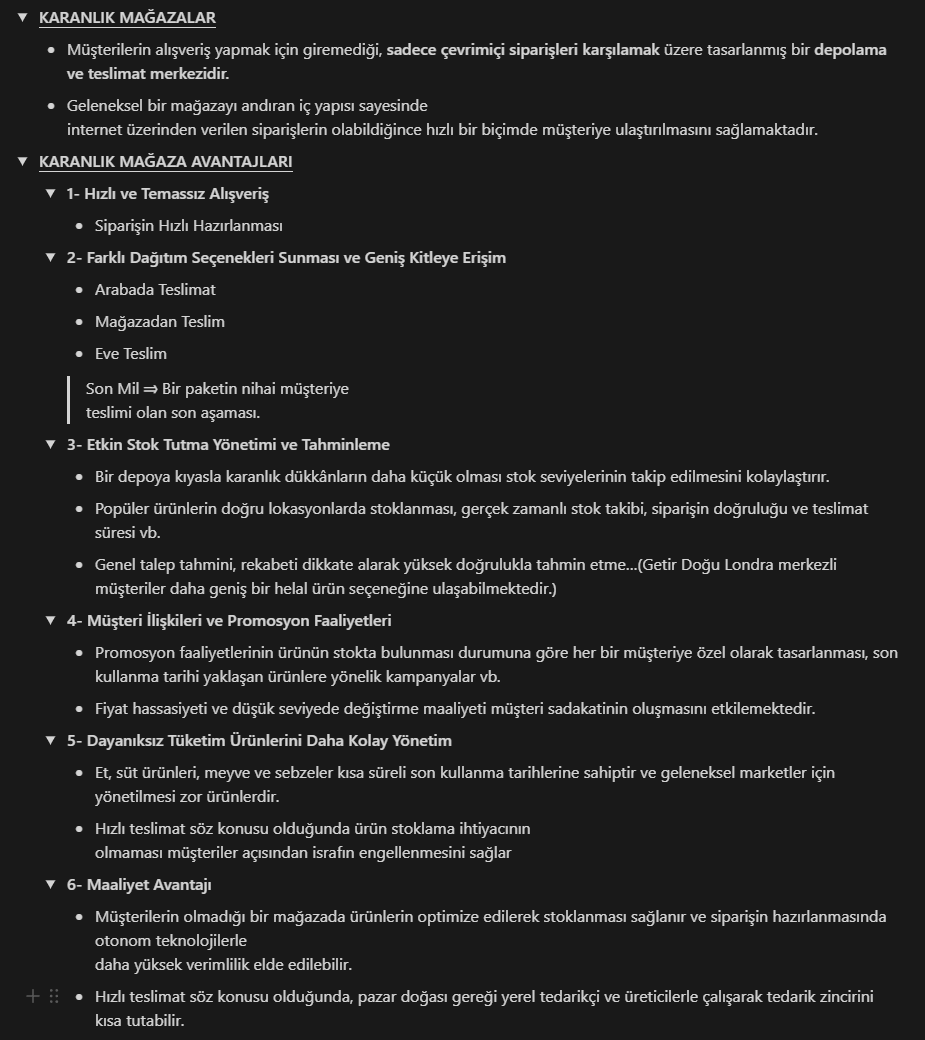 KARANLIK MAĞAZALAR
Müşterilerin alışveriş yapmak için giremediği, sadece çevrimiçi siparişleri karşılamak üzere tasarlanmış bir depolama
ve teslimat merkezidir.
Geleneksel bir mağazayı andıran iç yapısı sayesinde
internet üzerinden verilen siparişlerin olabildiğince hızlı bir biçimde müşteriye ulaştırılmasını sağlamaktadır.
KARANLIK MAĞAZA AVANTAJLARI
1- Hızlı ve Temassız Alışveriş
Siparişin Hızlı Hazırlanması
2- Farklı Dağıtım Seçenekleri Sunması ve Geniş Kitleye Erişim
Arabada Teslimat
Mağazadan Teslim
Eve Teslim
Son Mil ⇒ Bir paketin nihai müşteriye
teslimi olan son aşaması.
3- Etkin Stok Tutma Yönetimi ve Tahminleme
Bir depoya kıyasla karanlık dükkânların daha küçük olması stok seviyelerinin takip edilmesini kolaylaştırır.
Popüler ürünlerin doğru lokasyonlarda stoklanması, gerçek zamanlı stok takibi, siparişin doğruluğu ve teslimat
süresi vb.
Genel talep tahmini, rekabeti dikkate alarak yüksek doğrulukla tahmin etme...(Getir Doğu Londra merkezli
müşteriler daha geniş bir helal ürün seçeneğine ulaşabilmektedir.)
4- Müşteri İlişkileri ve Promosyon Faaliyetleri
Promosyon faaliyetlerinin ürünün stokta bulunması durumuna göre her bir müşteriye özel olarak tasarlanması, son
kullanma tarihi yaklaşan ürünlere yönelik kampanyalar vb.
Fiyat hassasiyeti ve düşük seviyede değiştirme maaliyeti müşteri sadakatinin oluşmasını etkilemektedir.
5- Dayanıksız Tüketim Ürünlerini Daha Kolay Yönetim
Et, süt ürünleri, meyve ve sebzeler kısa süreli son kullanma tarihlerine sahiptir ve geleneksel marketler için
yönetilmesi zor ürünlerdir.
Hızlı teslimat söz konusu olduğunda ürün stoklama ihtiyacının
olmaması müşteriler açısından israfın engellenmesini sağlar
6- Maaliyet Avantajı
Müşterilerin olmadığı bir mağazada ürünlerin optimize edilerek stoklanması sağlanır ve siparişin hazırlanmasında
otonom teknolojilerle
daha yüksek verimlilik elde edilebilir.
Hızlı teslimat söz konusu olduğunda, pazar doğası gereği yerel tedarikçi ve üreticilerle çalışarak tedarik zincirini
kısa tutabilir.